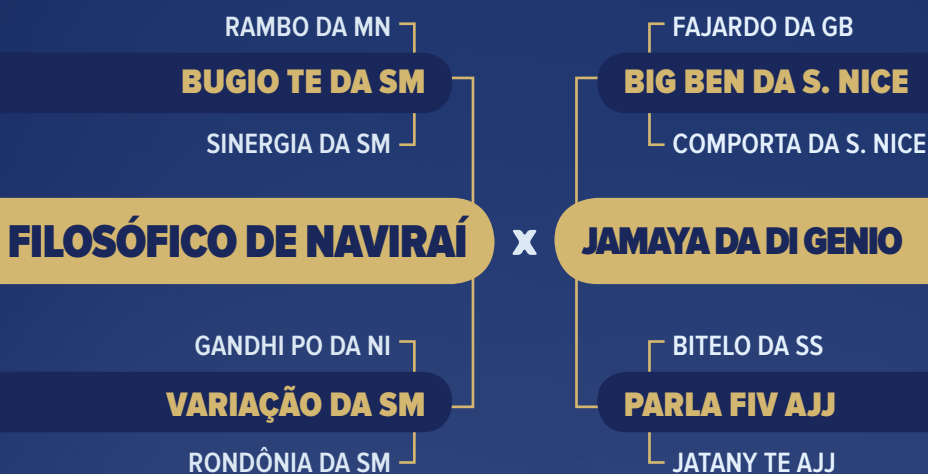 RAMBO DA MN
BUGIO TE DA SM
SINERGIA DA SM
FILOSÓFICO DE NAVIRAÍ
GANDHI PO DA NI
VARIAÇÃO DA SM
RONDÔNIA DA SM
X
FAJARDO DA GB
BIG BEN DA S. NICE
COMPORTA DA S. NICE
JAMAYA DA DI GENIO
BITELO DA SS
PARLA FIV AJJ
JATANY TE AJJ